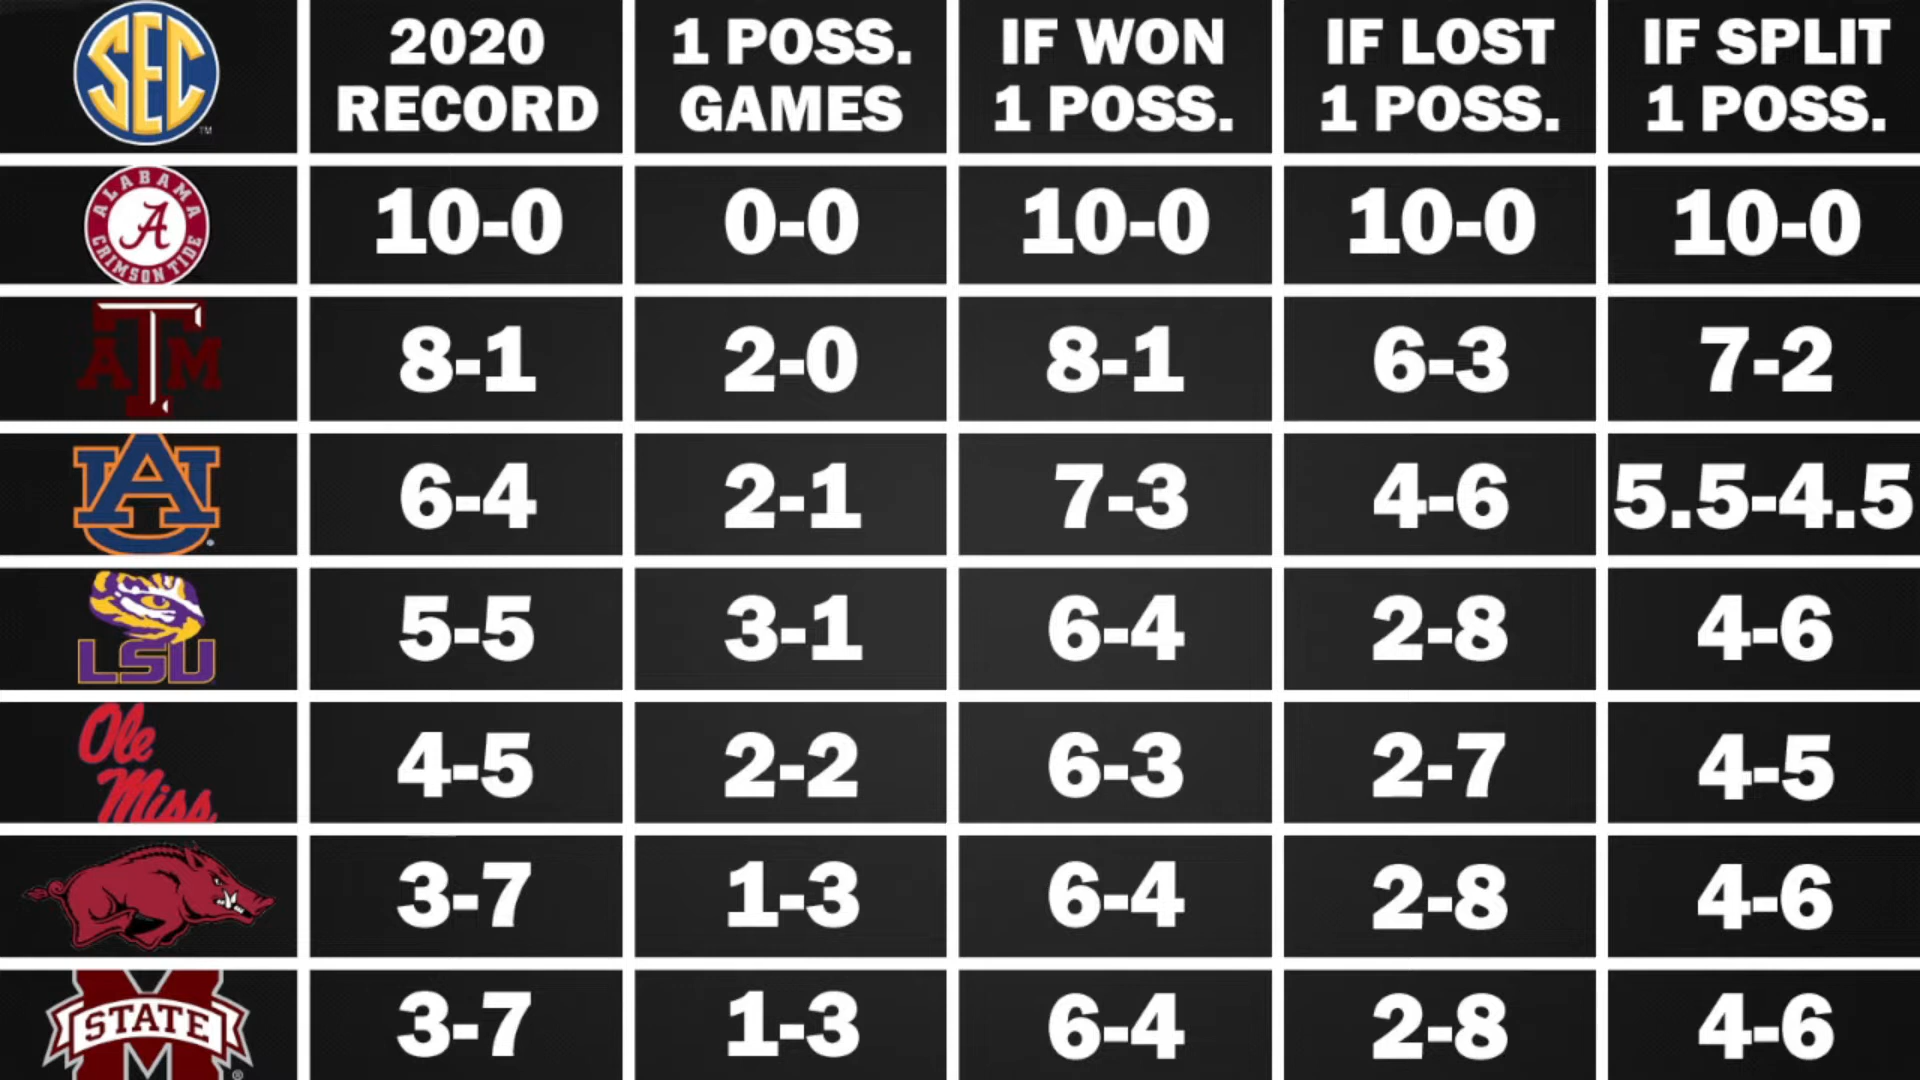 SEC
™
2020
RECORD
1 POSS.
GAMES
IF WON
1 POSS.
IF LOST
1 POSS.
IF SPLIT
1 POSS.
ALABAMA
A
CRIMSON TIDE
10-0
0-0
10-0
10-0
10-0
ATM
8-1
2-0
8-1
6-3
7-2
AU
6-4
2-1
7-3
4-6
5.5-4.5
LSU
5-5
3-1
6-4
2-8
4-6
Ole
Miss
4-5
2-2
6-3
2-7
4-5
3-7
1-3
6-4
2-8
4-6
M
STATE
®
3-7
1-3
6-4
2-8
4-6